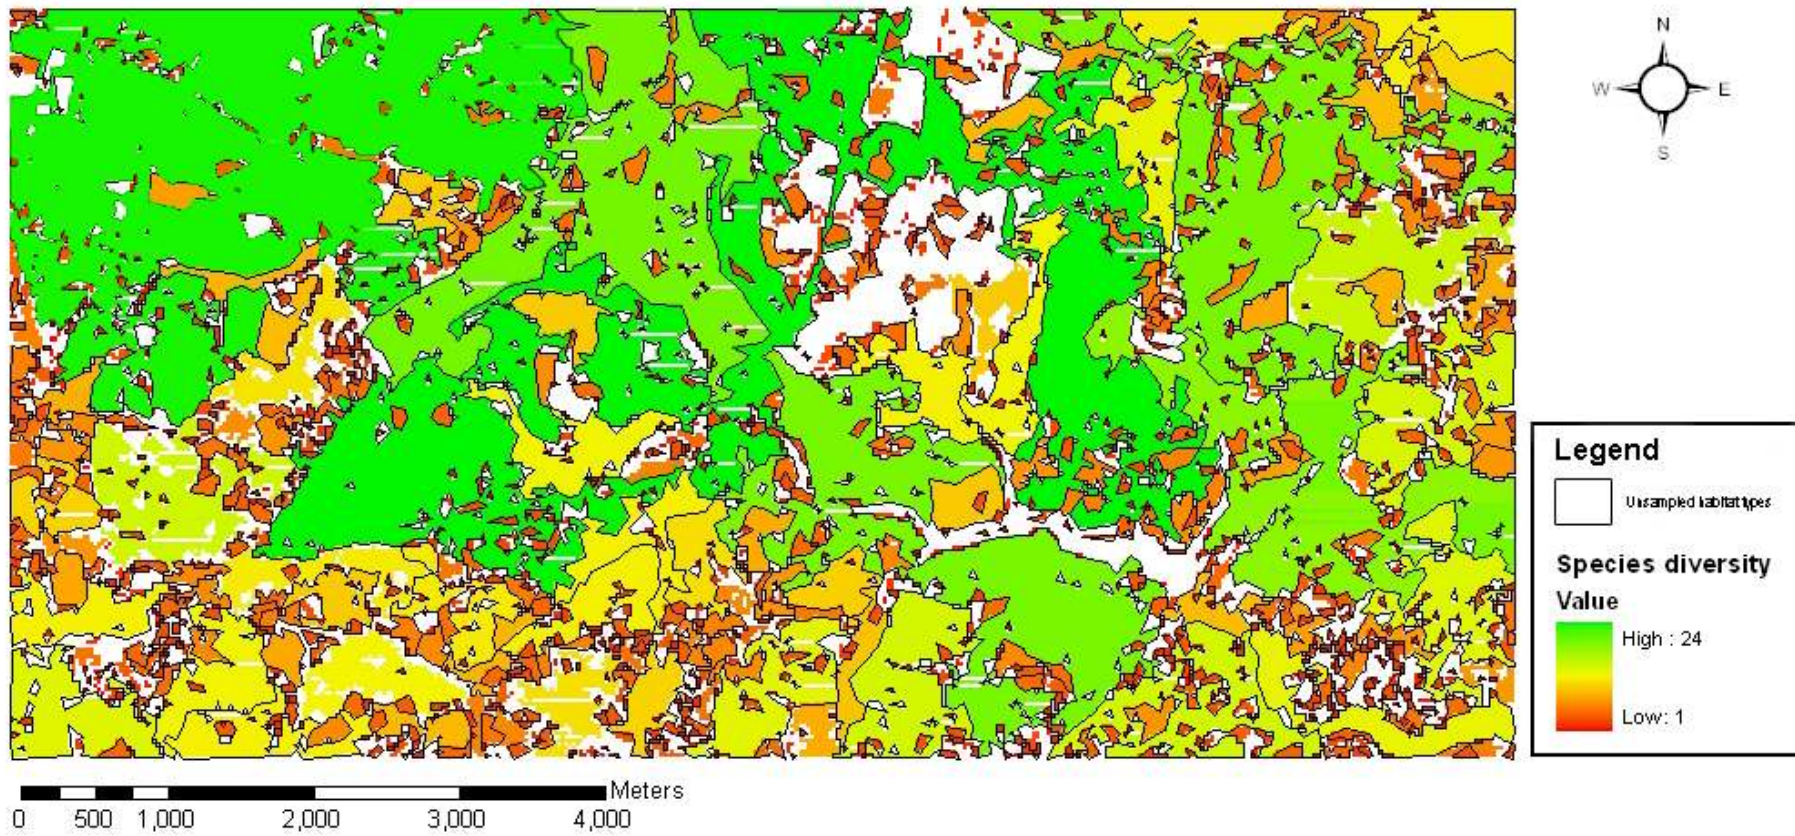 N
W E
S
Legend
Unsampled habitat types
Species diversity
Value
High : 24
Low : 1
Meters
0 500 1,000 2,000 3,000 4,000